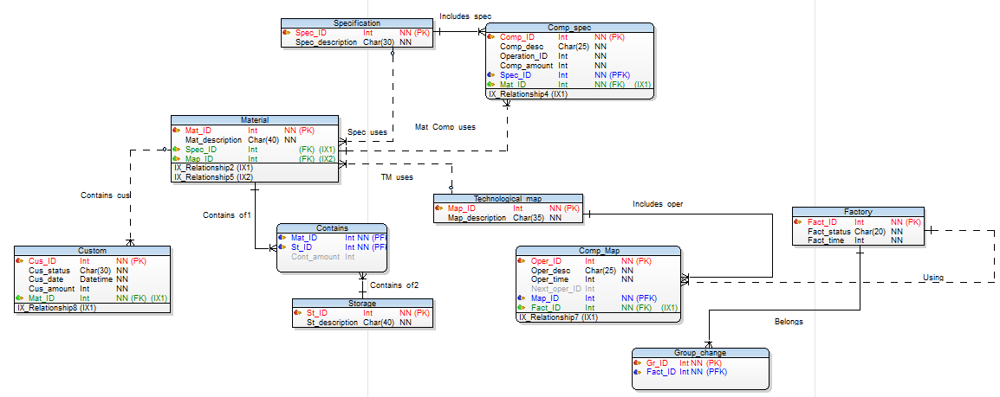 Includes spec
Specification
Spec_ID Int NN (PK)
Spec_description Char(30) NN
Comp_spec
Comp_ID Int NN (PK)
Comp_desc Char(25) NN
Operation_ID Int NN
Comp_amount Int NN
Spec_ID Int NN (PFK)
Mat_ID Int NN (FK) (IX1)
IX_Relationship4 (IX1)
Material
Mat_ID Int NN (PK)
Mat_description Char(40) NN
Spec_ID Int (FK) (IX1)
Map_ID Int (FK) (IX2)
IX_Relationship2 (IX1)
IX_Relationship5 (IX2)
Spec uses
Mat Comp uses
TM uses
Contains cus
Contains of1
Technological_map
Map_ID Int NN (PK)
Map_description Char(35) NN
Includes oper
Factory
Fact_ID Int NN (PK)
Fact_status Char(20) NN
Fact_time Int NN
Contains
Mat_ID Int NN (PFK
St_ID Int NN (PFK
Cont_amount Int
Custom
Cus_ID Int NN (PK)
Cus_status Char(30) NN
Cus_date Datetime NN
Cus_amount Int NN
Mat_ID Int NN (FK) (IX1)
IX_Relationship8 (IX1)
Contains of2
Storage
St_ID Int NN (PK)
St_description Char(40) NN
Comp_Map
Oper_ID Int NN (PK)
Oper_desc Char(25) NN
Oper_time Int NN
Next_oper_ID Int
Map_ID Int NN (PFK)
Fact_ID Int NN (FK) (IX1)
IX_Relationship7 (IX1)
Using
Belongs
Group_change
Gr_ID Int NN (PK)
Fact_ID Int NN (PFK)